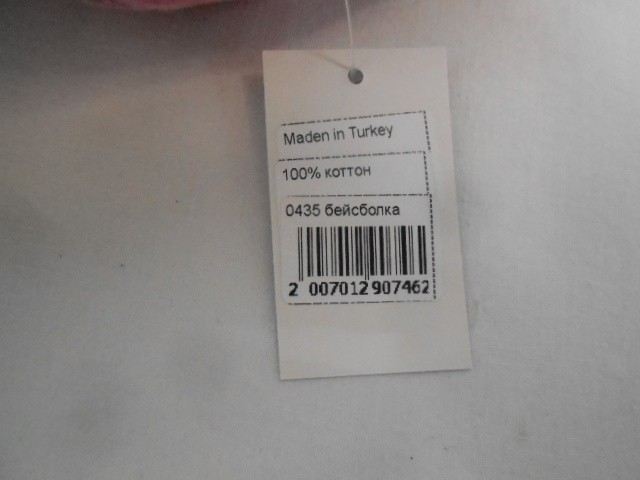 Maden in Turkey
100% коттон
0435 бейсболка
2 007012 907462